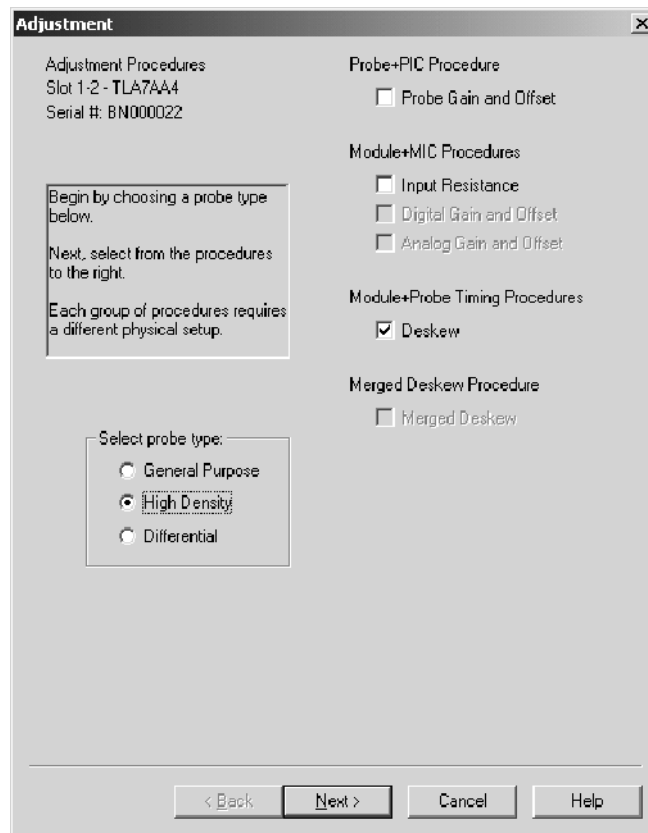 Adjustment
Adjustment Procedures
Slot 1-2 - TLA7AA4
Serial #: BN000022
Begin by choosing a probe type
below.
Next, select from the procedures
to the right.
Each group of procedures requires
a different physical setup.
Select probe type:
General Purpose
High Density
Differential
Probe+PIC Procedure
Probe Gain and Offset
Module+MIC Procedures
Input Resistance
Digital Gain and Offset
Analog Gain and Offset
Module+Probe Timing Procedures
Deskew
Merged Deskew Procedure
Merged Deskew
< Back
Next >
Cancel
Help